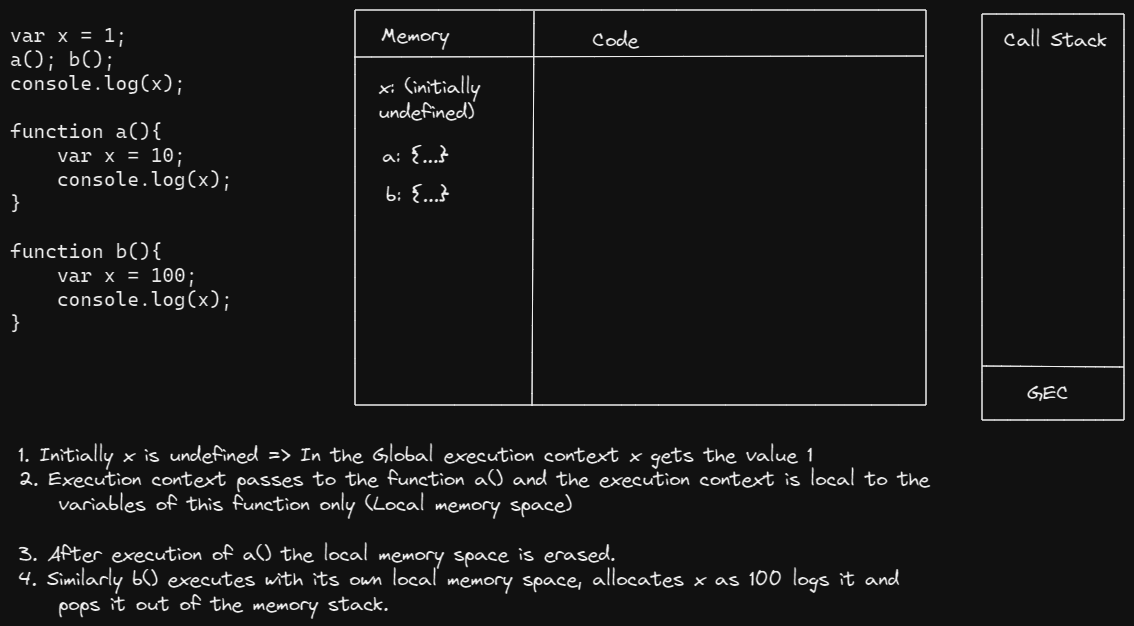 var x = 1;
a(); b();
console.log(x);
function a(){
    var x = 10;
    console.log(x);
}
function b(){
    var x = 100;
    console.log(x);
}
Memory
Code
x: (initially
undefined)
a: {...}
b: {...}
Call Stack
GEC
1. Initially x is undefined => In the Global execution context x gets the value 1
2. Execution context passes to the function a() and the execution context is local to the
variables of this function only (Local memory space)
3. After execution of a() the local memory space is erased.
4. Similarly b() executes with its own local memory space, allocates x as 100 logs it and
pops it out of the memory stack.